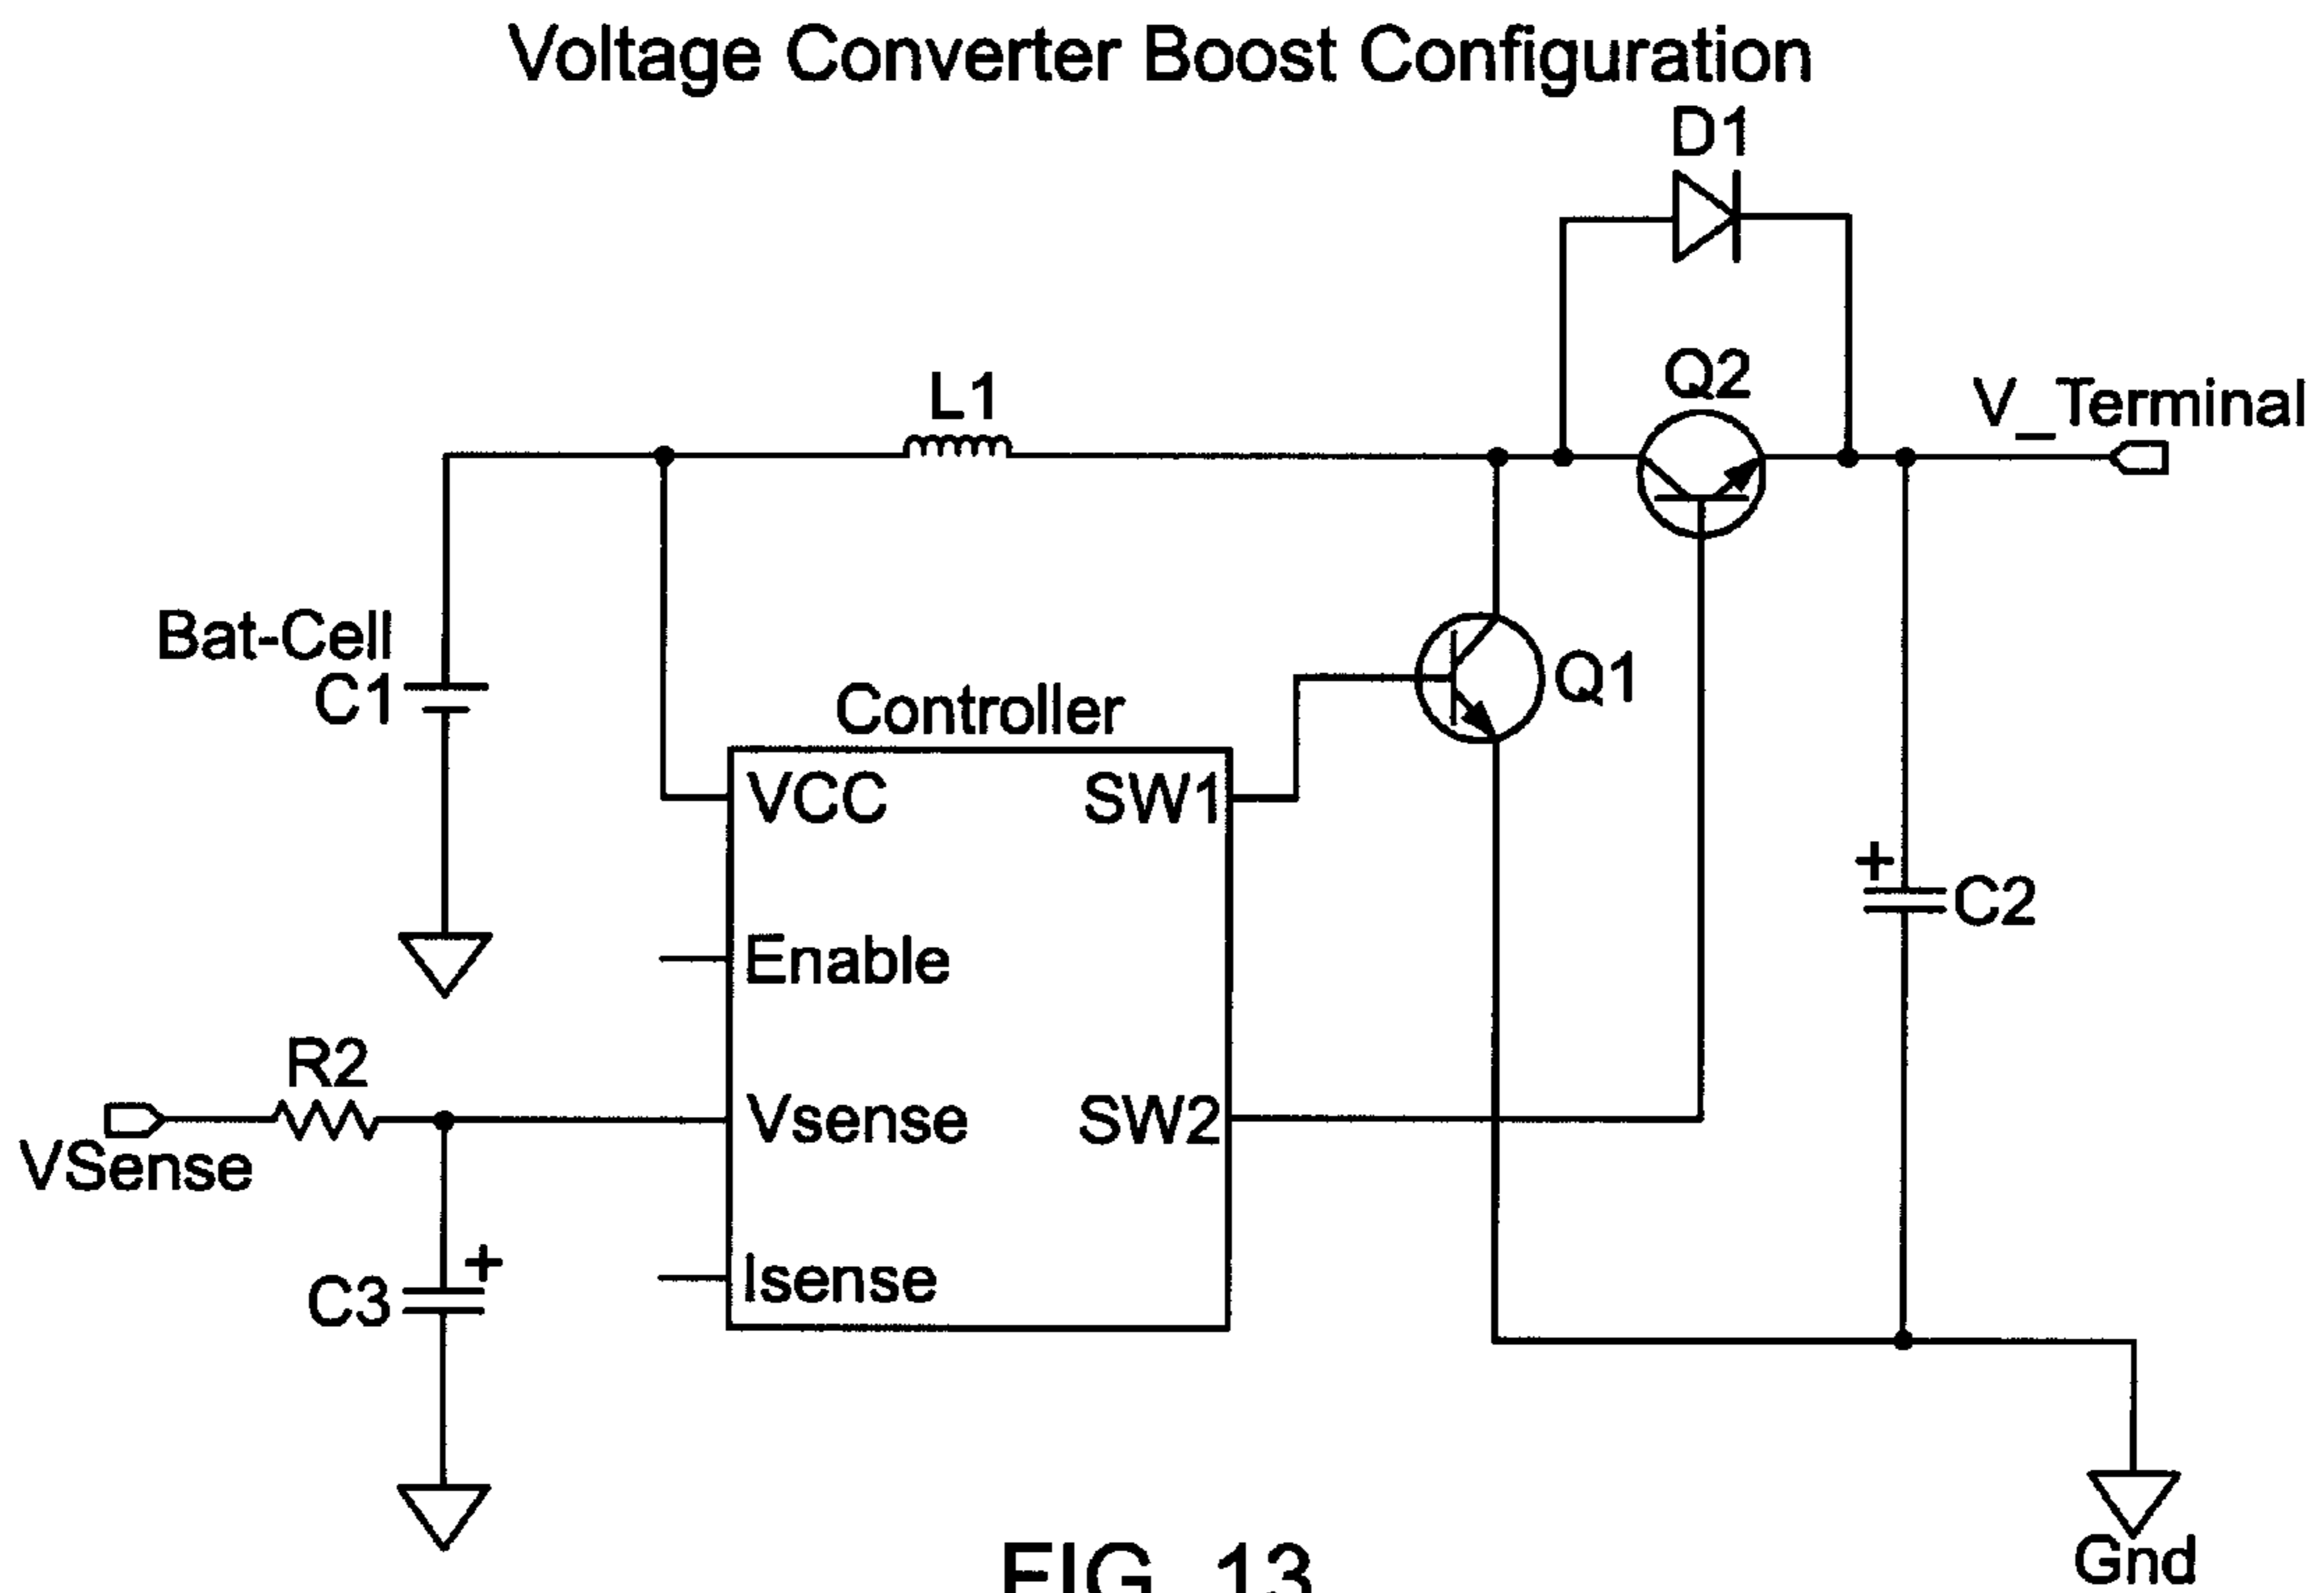 Voltage Converter Boost Configuration
D1
Q2
V_Terminal
L1
Bat-Cell
C1
Q1
Controller
VCC
SW1
+
C2
Enable
R2
VSense
Vsense
SW2
+
C3
Isense
Gnd
FIG. 13